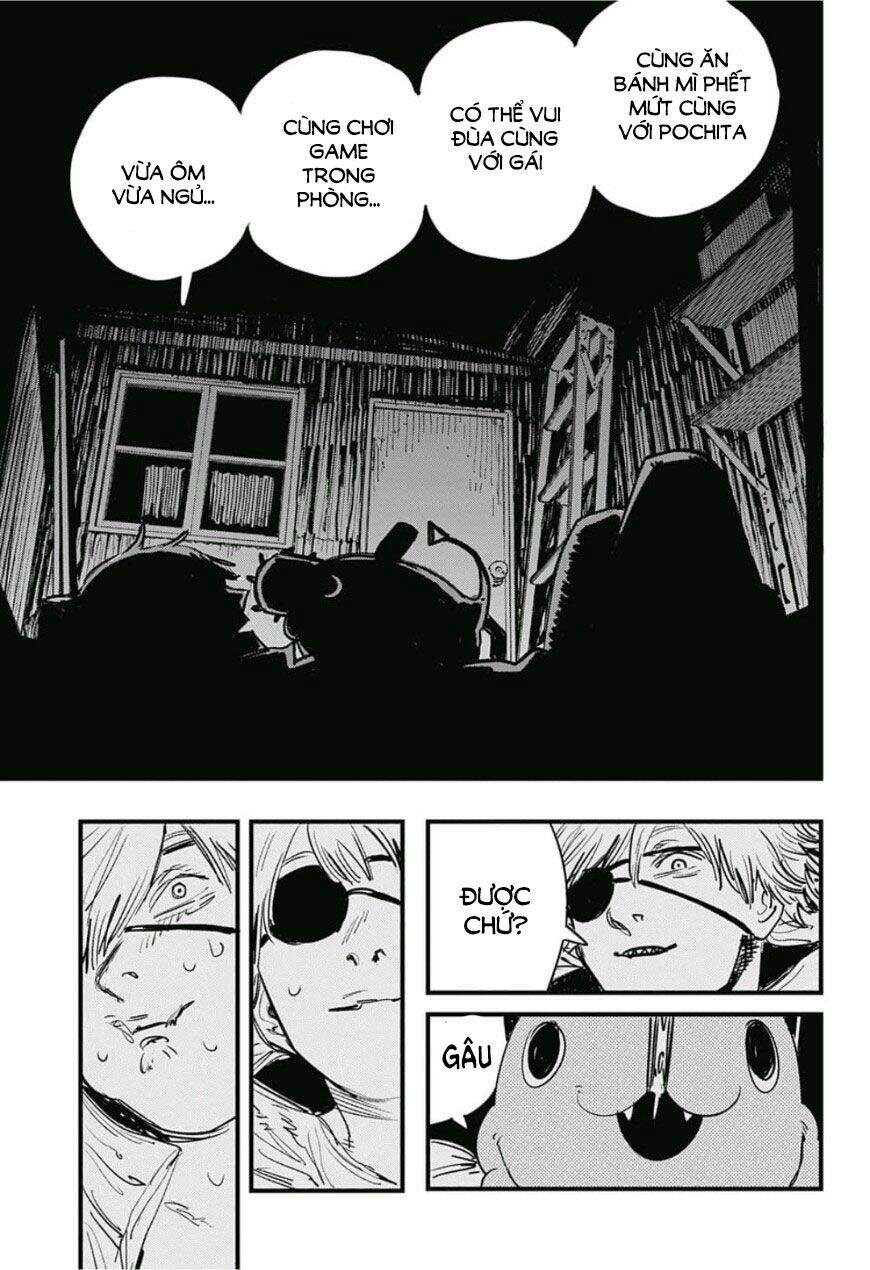 CÙNG ĂN
BÁNH MÌ PHẾT
MỨT CÙNG
VỚI POCHITA
CÓ THỂ VUI
ĐÙA CÙNG
VỚI GÁI
CÙNG CHƠI
GAME
TRONG
PHÒNG...
VỪA ÔM
VỪA NGỦ...
ĐƯỢC
CHỨ?
GÂU